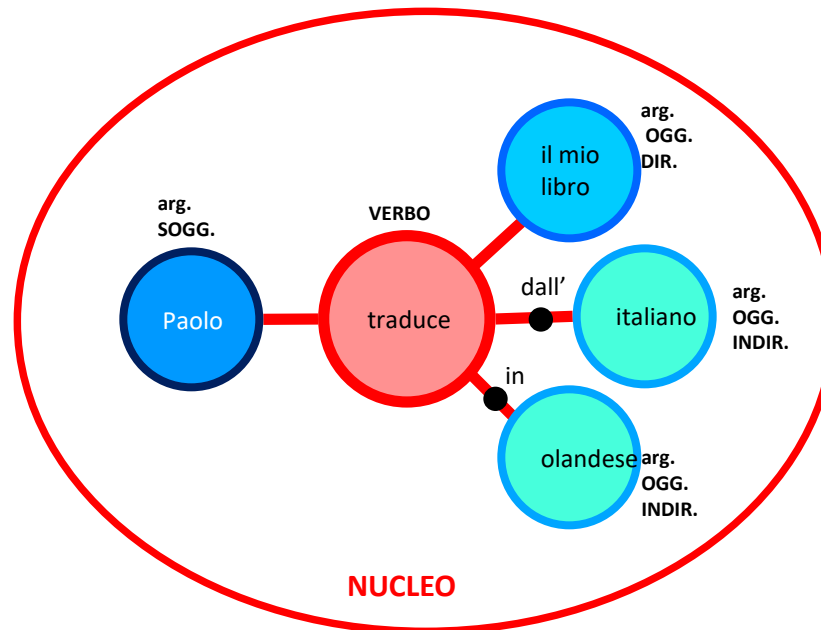 arg.
OGG.
DIR.
il mio
libro
arg.
SOGG.
VERBO
dall'
Paolo
traduce
italiano
arg.
OGG.
INDIR.
in
olandese
arg.
OGG.
INDIR.
NUCLEO